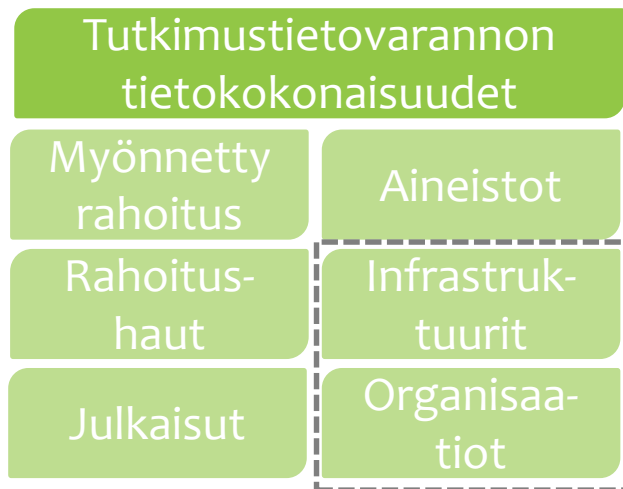 Tutkimustietovarannon
tietokokonaisuudet
Myönnetty
rahoitus
Aineistot
Rahoitus-
haut
Infrastruk-
tuurit
Julkaisut
Organisaa-
tiot